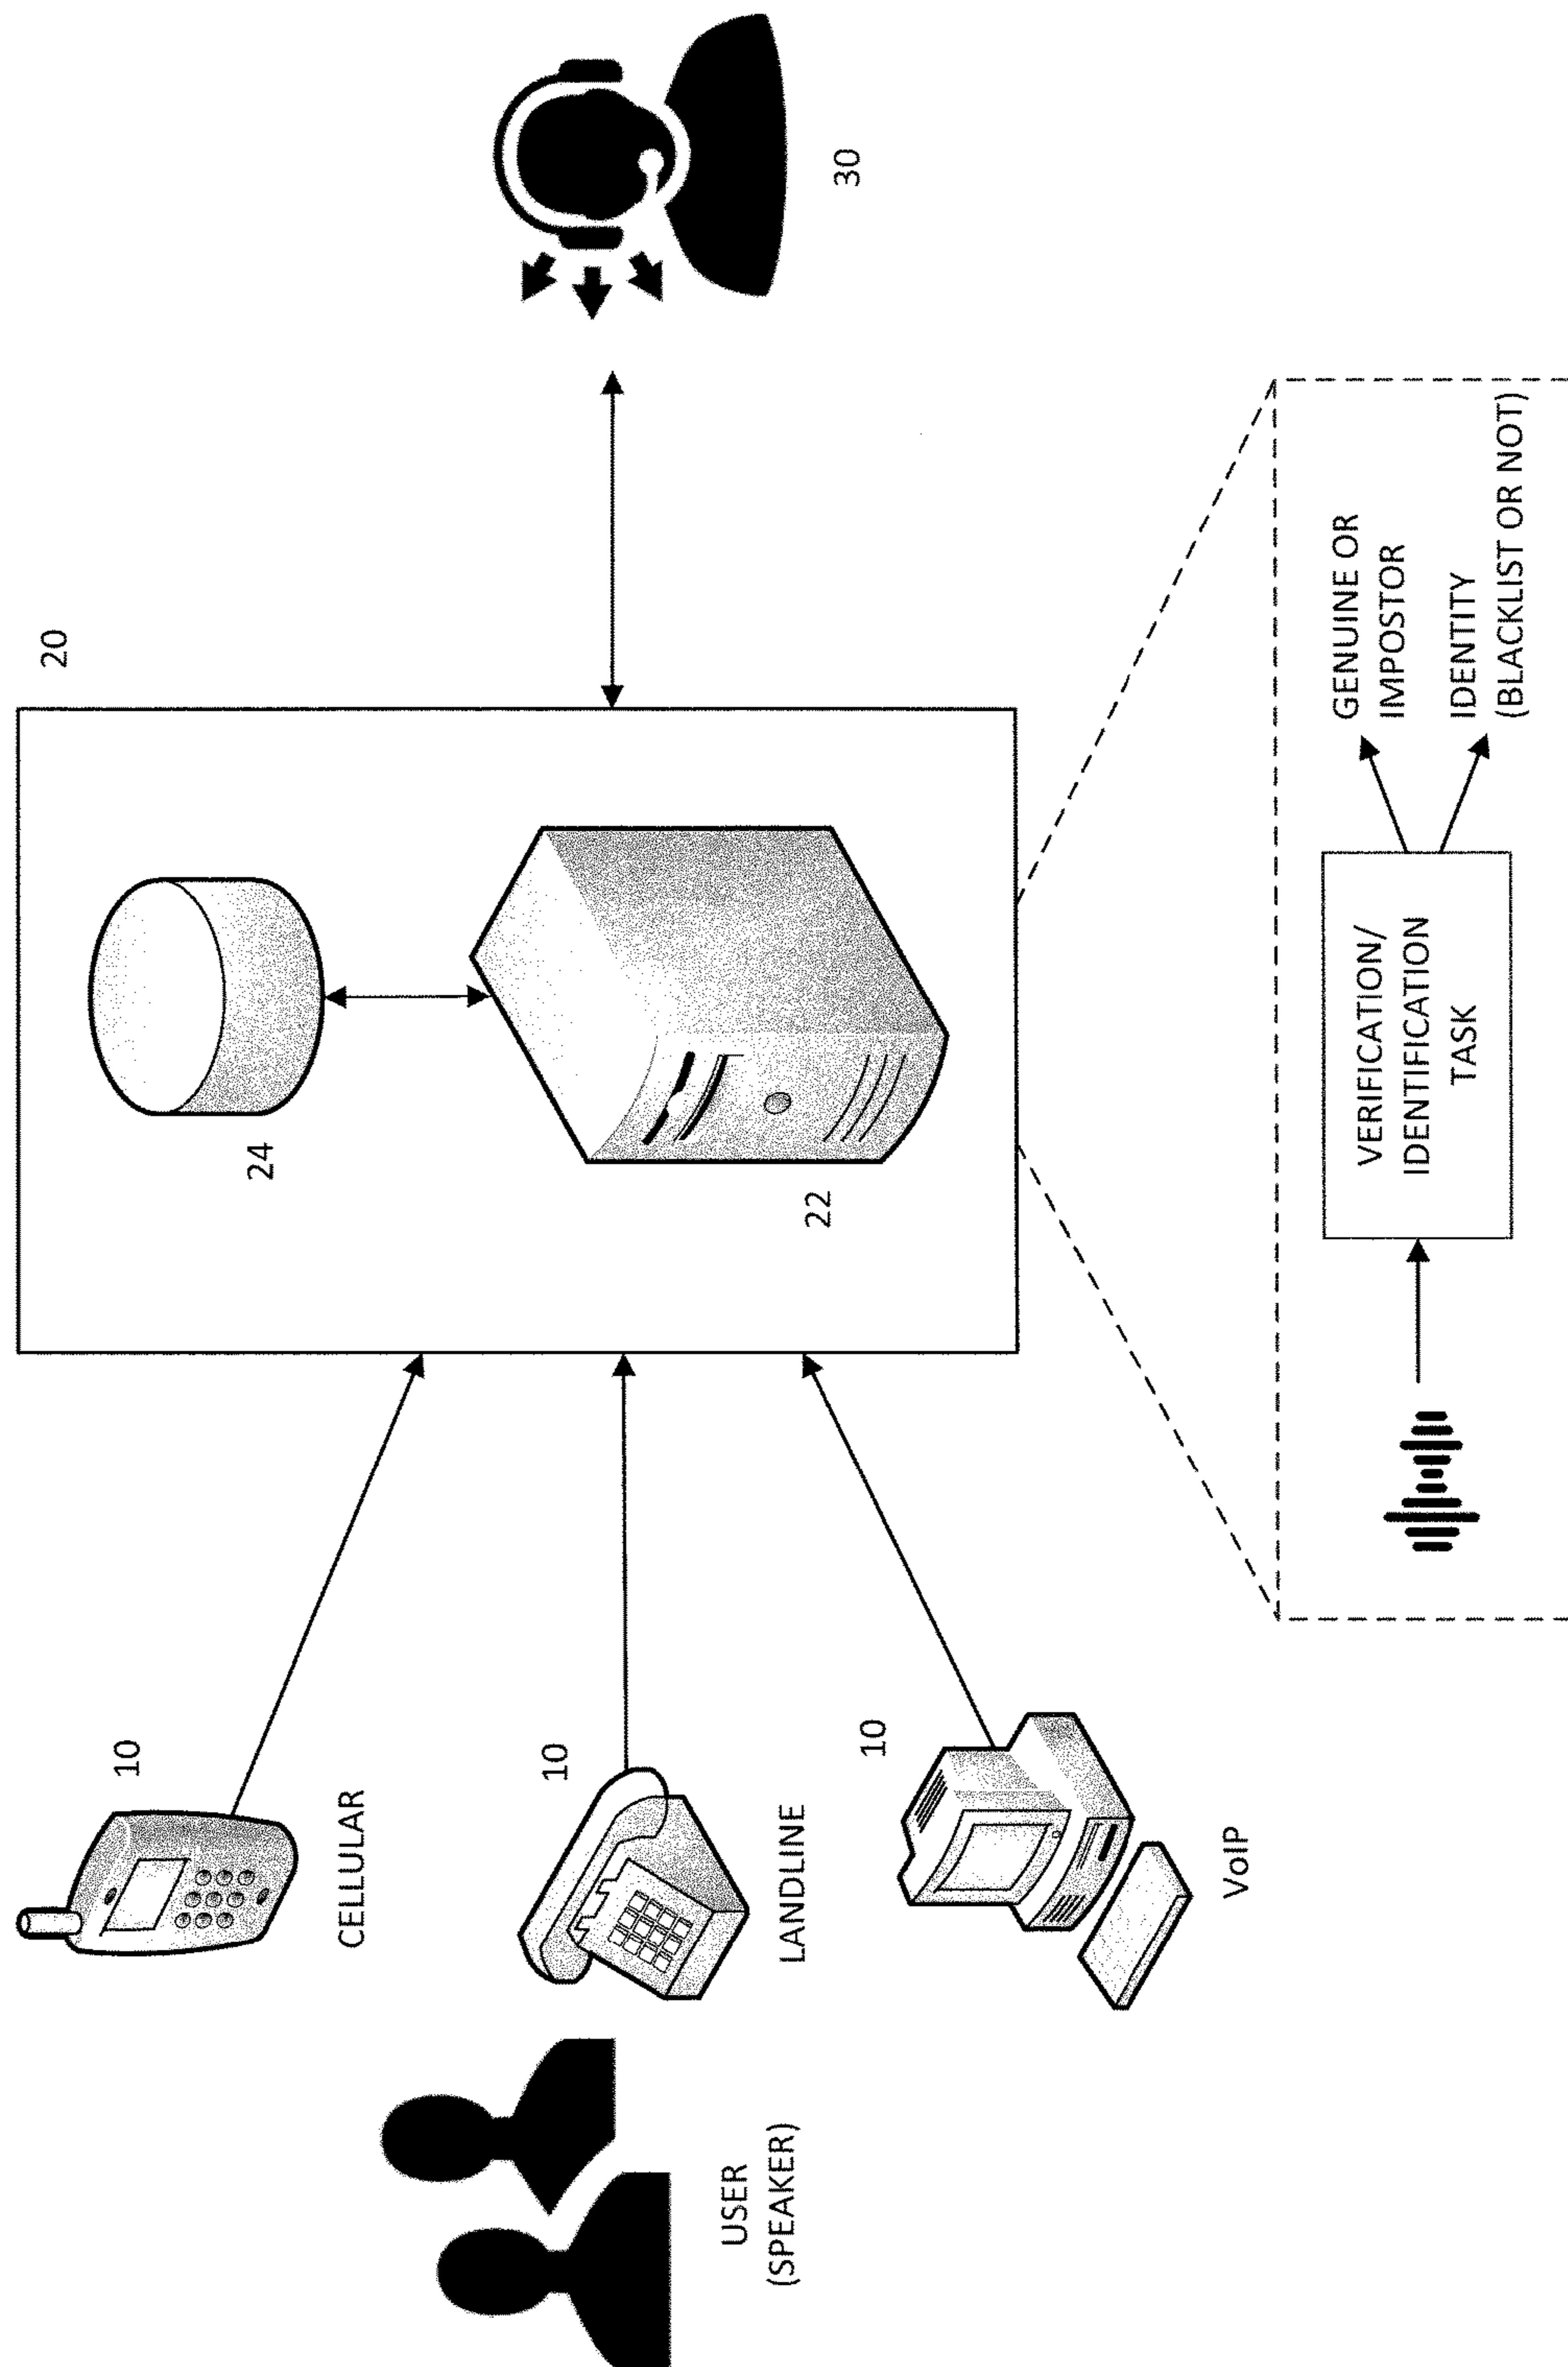 USER
(SPEAKER)
10
CELLULAR
10
LANDLINE
10
VoIP
20
24
22
30
VERIFICATION/
IDENTIFICATION
TASK
GENUINE OR
IMPOSTOR
IDENTITY
(BLACKLIST OR NOT)